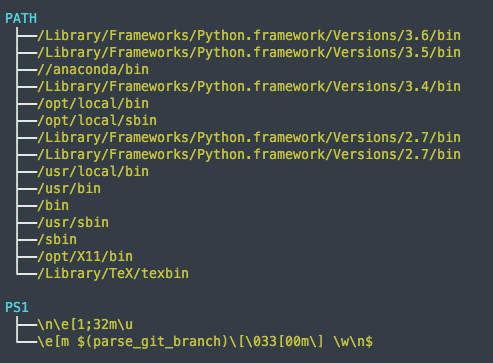 PATH
/Library/Frameworks/Python.framework/Versions/3.6/bin
/Library/Frameworks/Python.framework/Versions/3.5/bin
//anaconda/bin
/Library/Frameworks/Python.framework/Versions/3.4/bin
/opt/local/bin
/opt/local/sbin
/Library/Frameworks/Python.framework/Versions/2.7/bin
/Library/Frameworks/Python.framework/Versions/2.7/bin
/usr/local/bin
/usr/bin
/bin
/usr/sbin
/sbin
/opt/X11/bin
/Library/TeX/texbin
PS1
\n\e[1;32m\u
\e[m $(parse_git_branch)\[\033[00m\] \w\n$